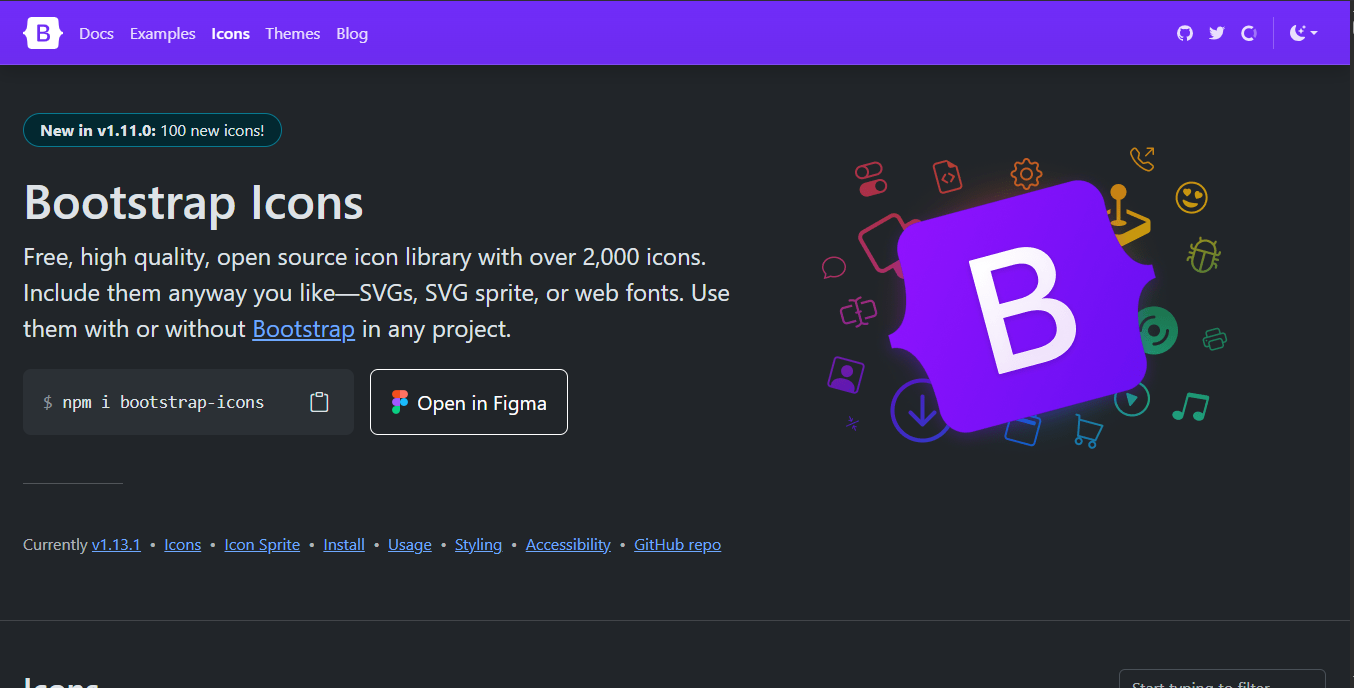 B Docs Examples Icons Themes Blog
New in v1.11.0: 100 new icons!
Bootstrap Icons
Free, high quality, open source icon library with over 2,000 icons.
Include them anyway you like—SVGs, SVG sprite, or web fonts. Use
them with or without Bootstrap in any project.
$ npm i bootstrap-icons
Open in Figma
B
Currently v1.13.1 • Icons • Icon Sprite • Install • Usage • Styling • Accessibility • GitHub repo
Icons
Start typing to filter